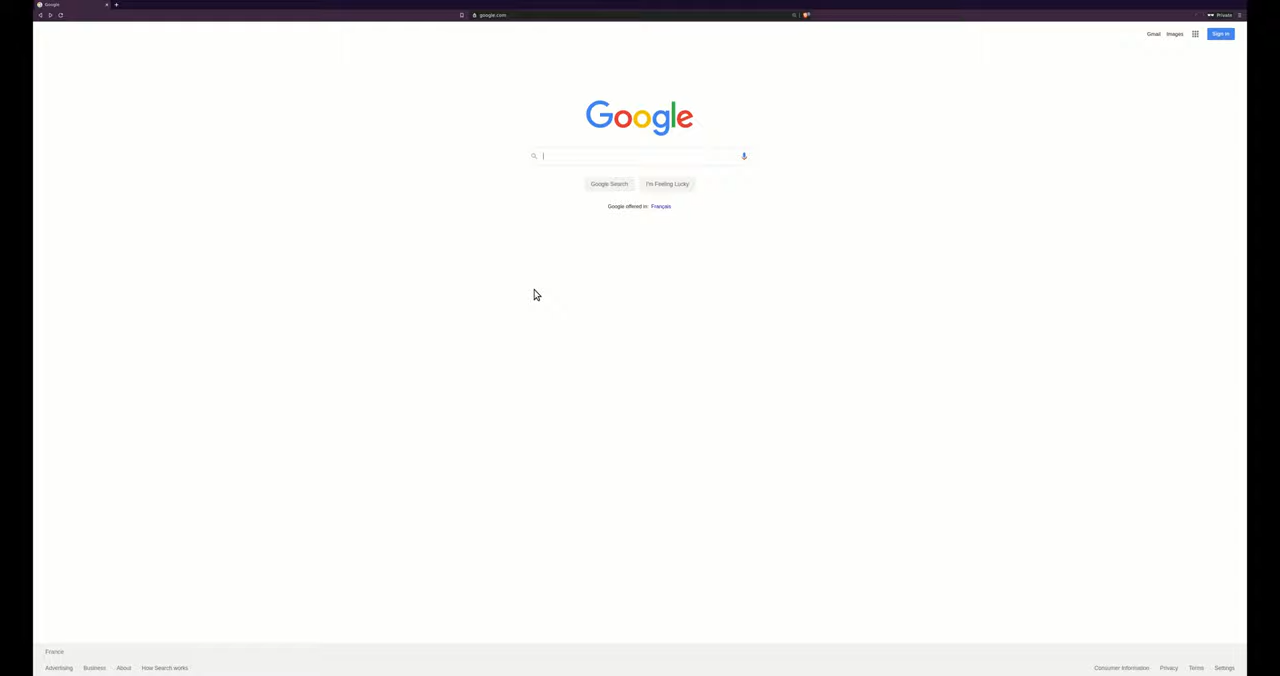 Google
google.com
Private
Gmail Images Sign in
Google
Google Search I'm Feeling Lucky
Google offered in: Français
France
Advertising Business About How Search works Consumer Information Privacy Terms Settings